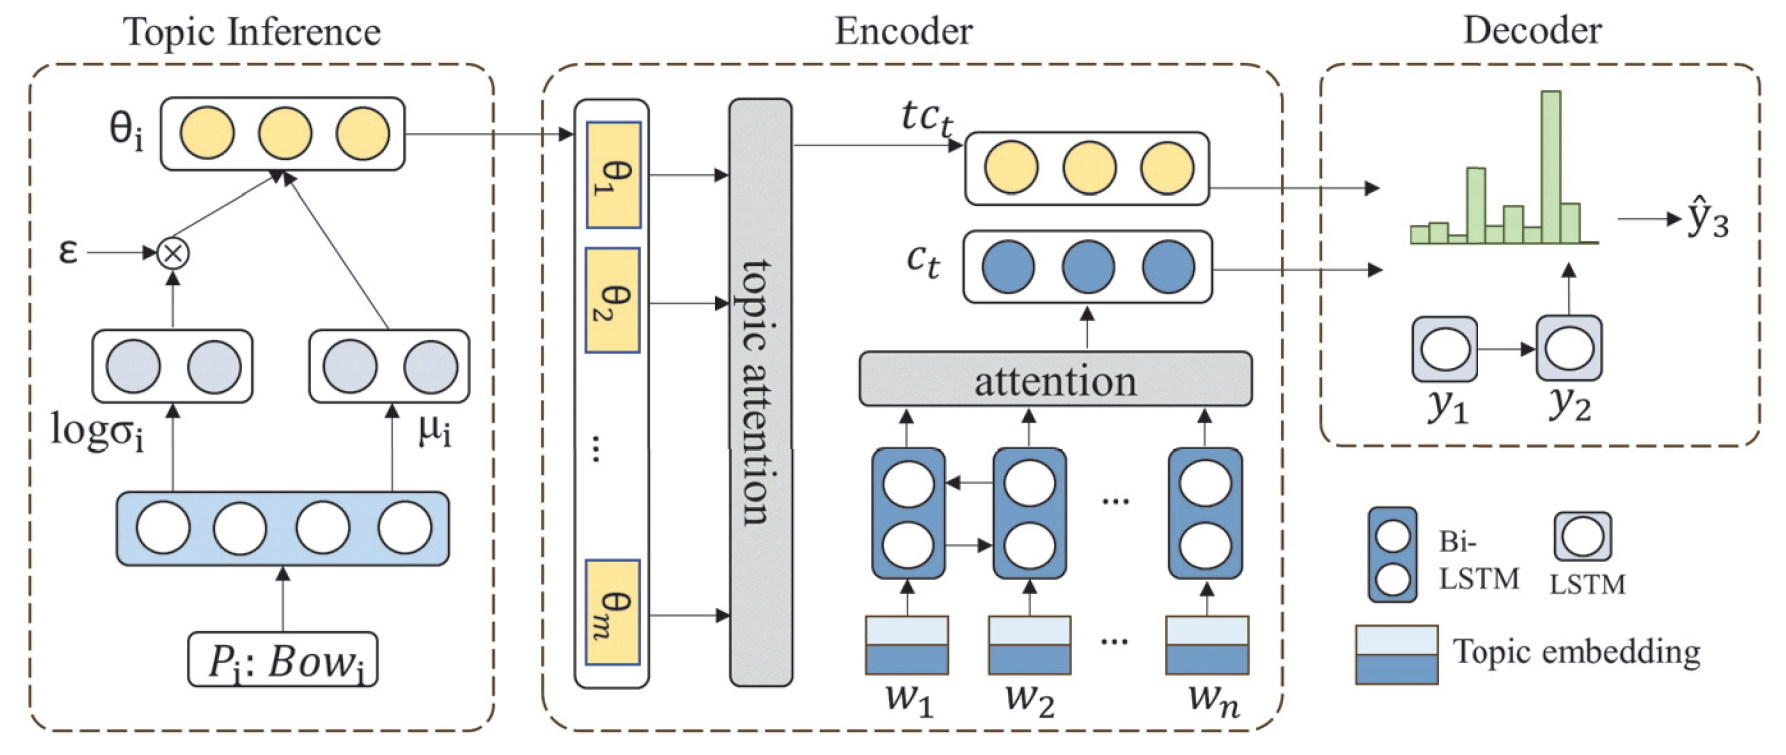 Topic Inference
θi
ε
logσi
μi
Pi: Bowi
Encoder
θ1
θ2
...
θm
topic attention
tct
ct
attention
...
...
w1
w2
wn
Decoder
ŷ3
y1
y2
Bi-
LSTM
LSTM
Topic embedding